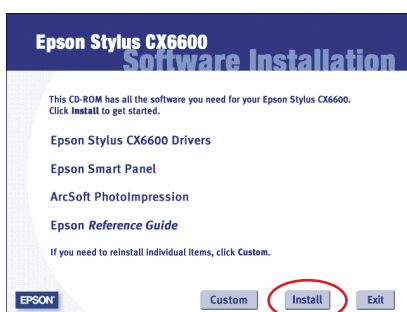 Epson Stylus CX6600
Software Installation
This CD-ROM has all the software you need for your Epson Stylus CX6600.
Click Install to get started.
Epson Stylus CX6600 Drivers
Epson Smart Panel
ArcSoft PhotoImpression
Epson Reference Guide
If you need to reinstall individual items, click Custom.
EPSON Custom Install Exit